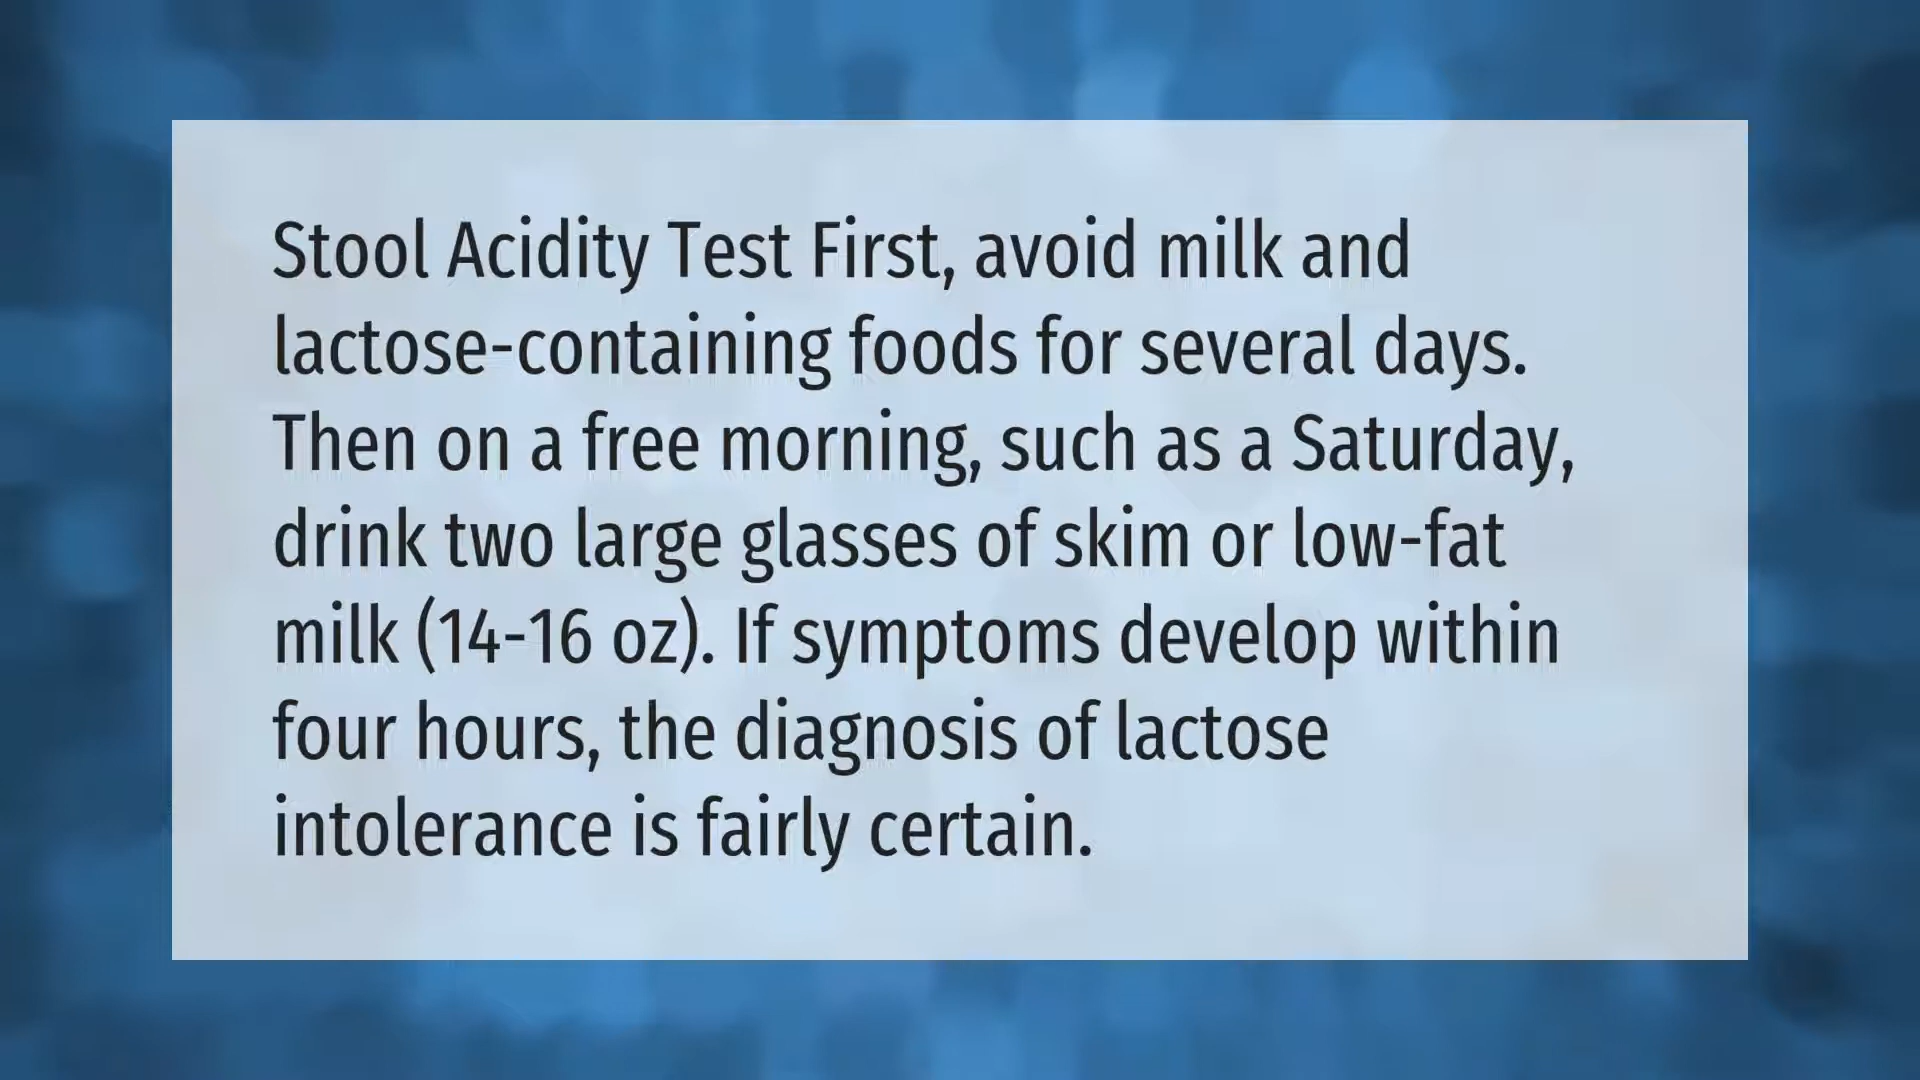 Stool Acidity Test First, avoid milk and
lactose-containing foods for several days.
Then on a free morning, such as a Saturday,
drink two large glasses of skim or low-fat
milk (14-16 oz). If symptoms develop within
four hours, the diagnosis of lactose
intolerance is fairly certain.